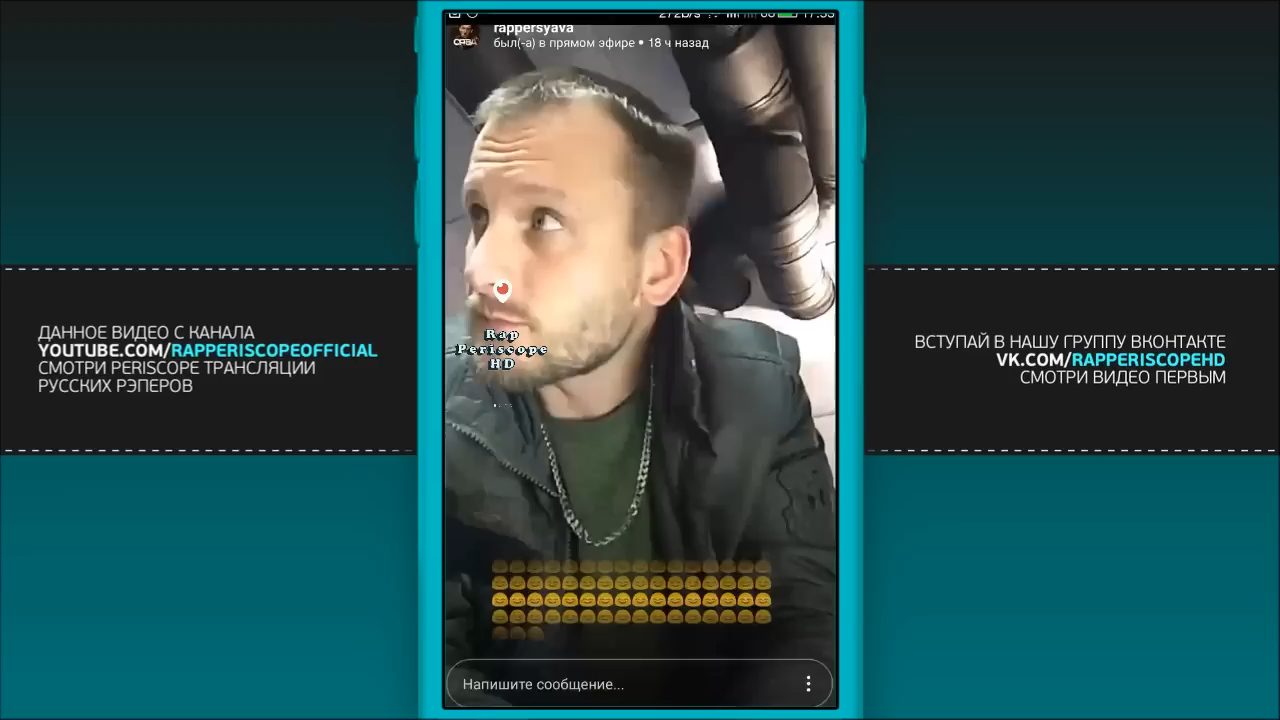 rappersyava
был(-а) в прямом эфире • 18 ч назад
ДАННОЕ ВИДЕО С КАНАЛА
YOUTUBE.COM/RAPPERISCOPEOFFICIAL
СМОТРИ PERISCOPE ТРАНСЛЯЦИИ
РУССКИХ РЭПЕРОВ
Rap
Periscope
HD
ВСТУПАЙ В НАШУ ГРУППУ ВКОНТАКТЕ
VK.COM/RAPPERISCOPEHD
СМОТРИ ВИДЕО ПЕРВЫМ
Напишите сообщение...